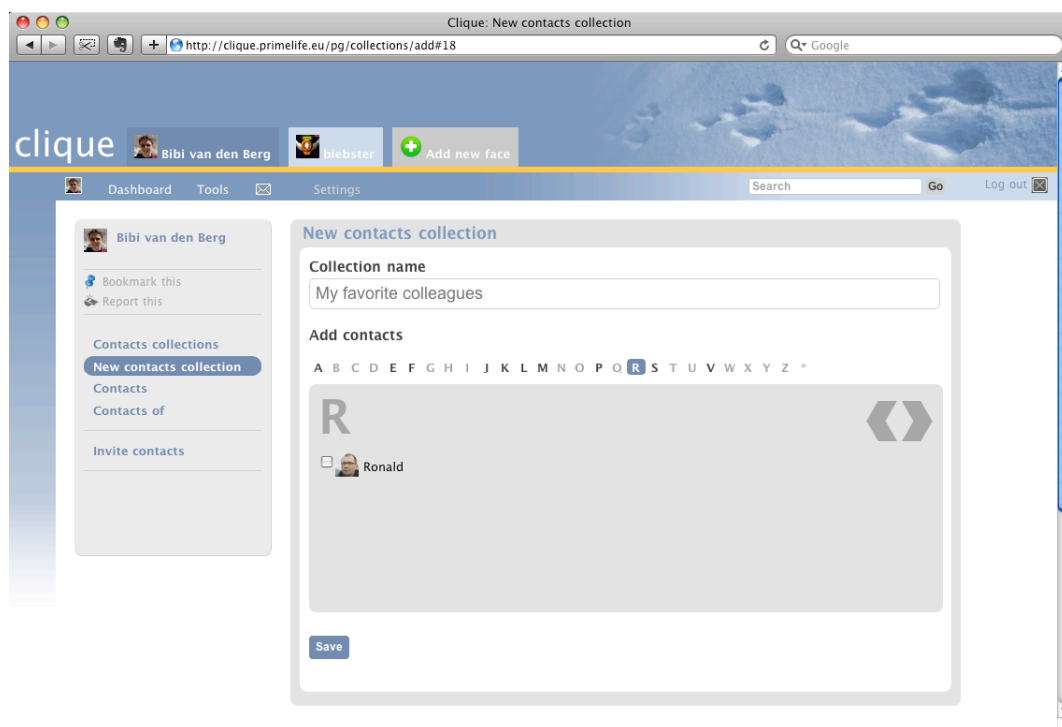 Clique: New contacts collection
http://clique.primelife.eu/pg/collections/add#18
Google
clique
Bibi van den Berg
biebster
Add new face
Dashboard Tools Settings
Search Go
Log out
Bibi van den Berg
Bookmark this
Report this
Contacts collections
New contacts collection
Contacts
Contacts of
Invite contacts
New contacts collection
Collection name
My favorite colleagues
Add contacts
A B C D E F G H I J K L M N O P Q R S T U V W X Y Z *
R
Ronald
Save